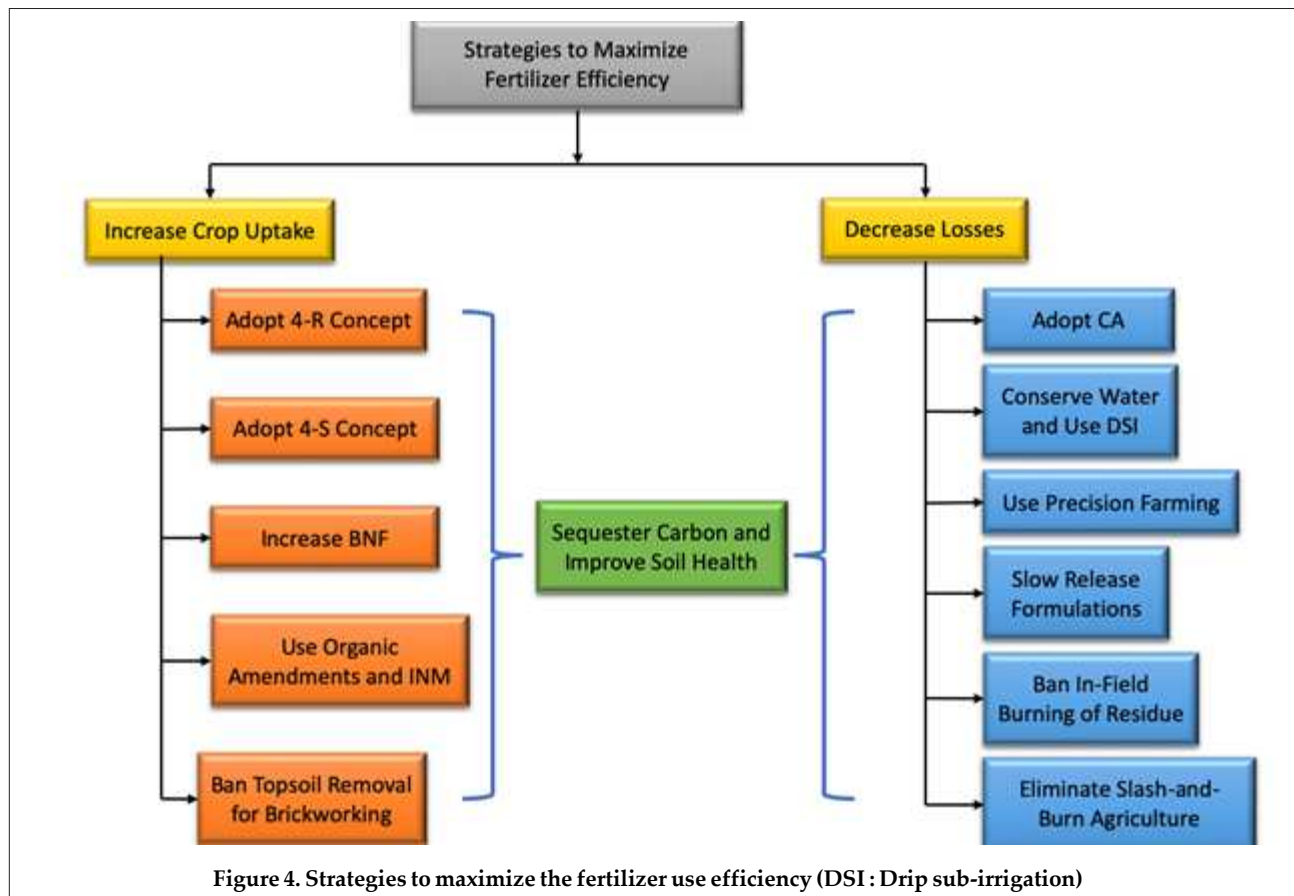 Strategies to Maximize
Fertilizer Efficiency
Increase Crop Uptake
Decrease Losses
Adopt 4-R Concept
Adopt 4-S Concept
Increase BNF
Use Organic
Amendments and INM
Ban Topsoil Removal
for Brickworking
Sequester Carbon and
Improve Soil Health
Adopt CA
Conserve Water
and Use DSI
Use Precision Farming
Slow Release
Formulations
Ban In-Field
Burning of Residue
Eliminate Slash-and-
Burn Agriculture
Figure 4. Strategies to maximize the fertilizer use efficiency (DSI : Drip sub-irrigation)